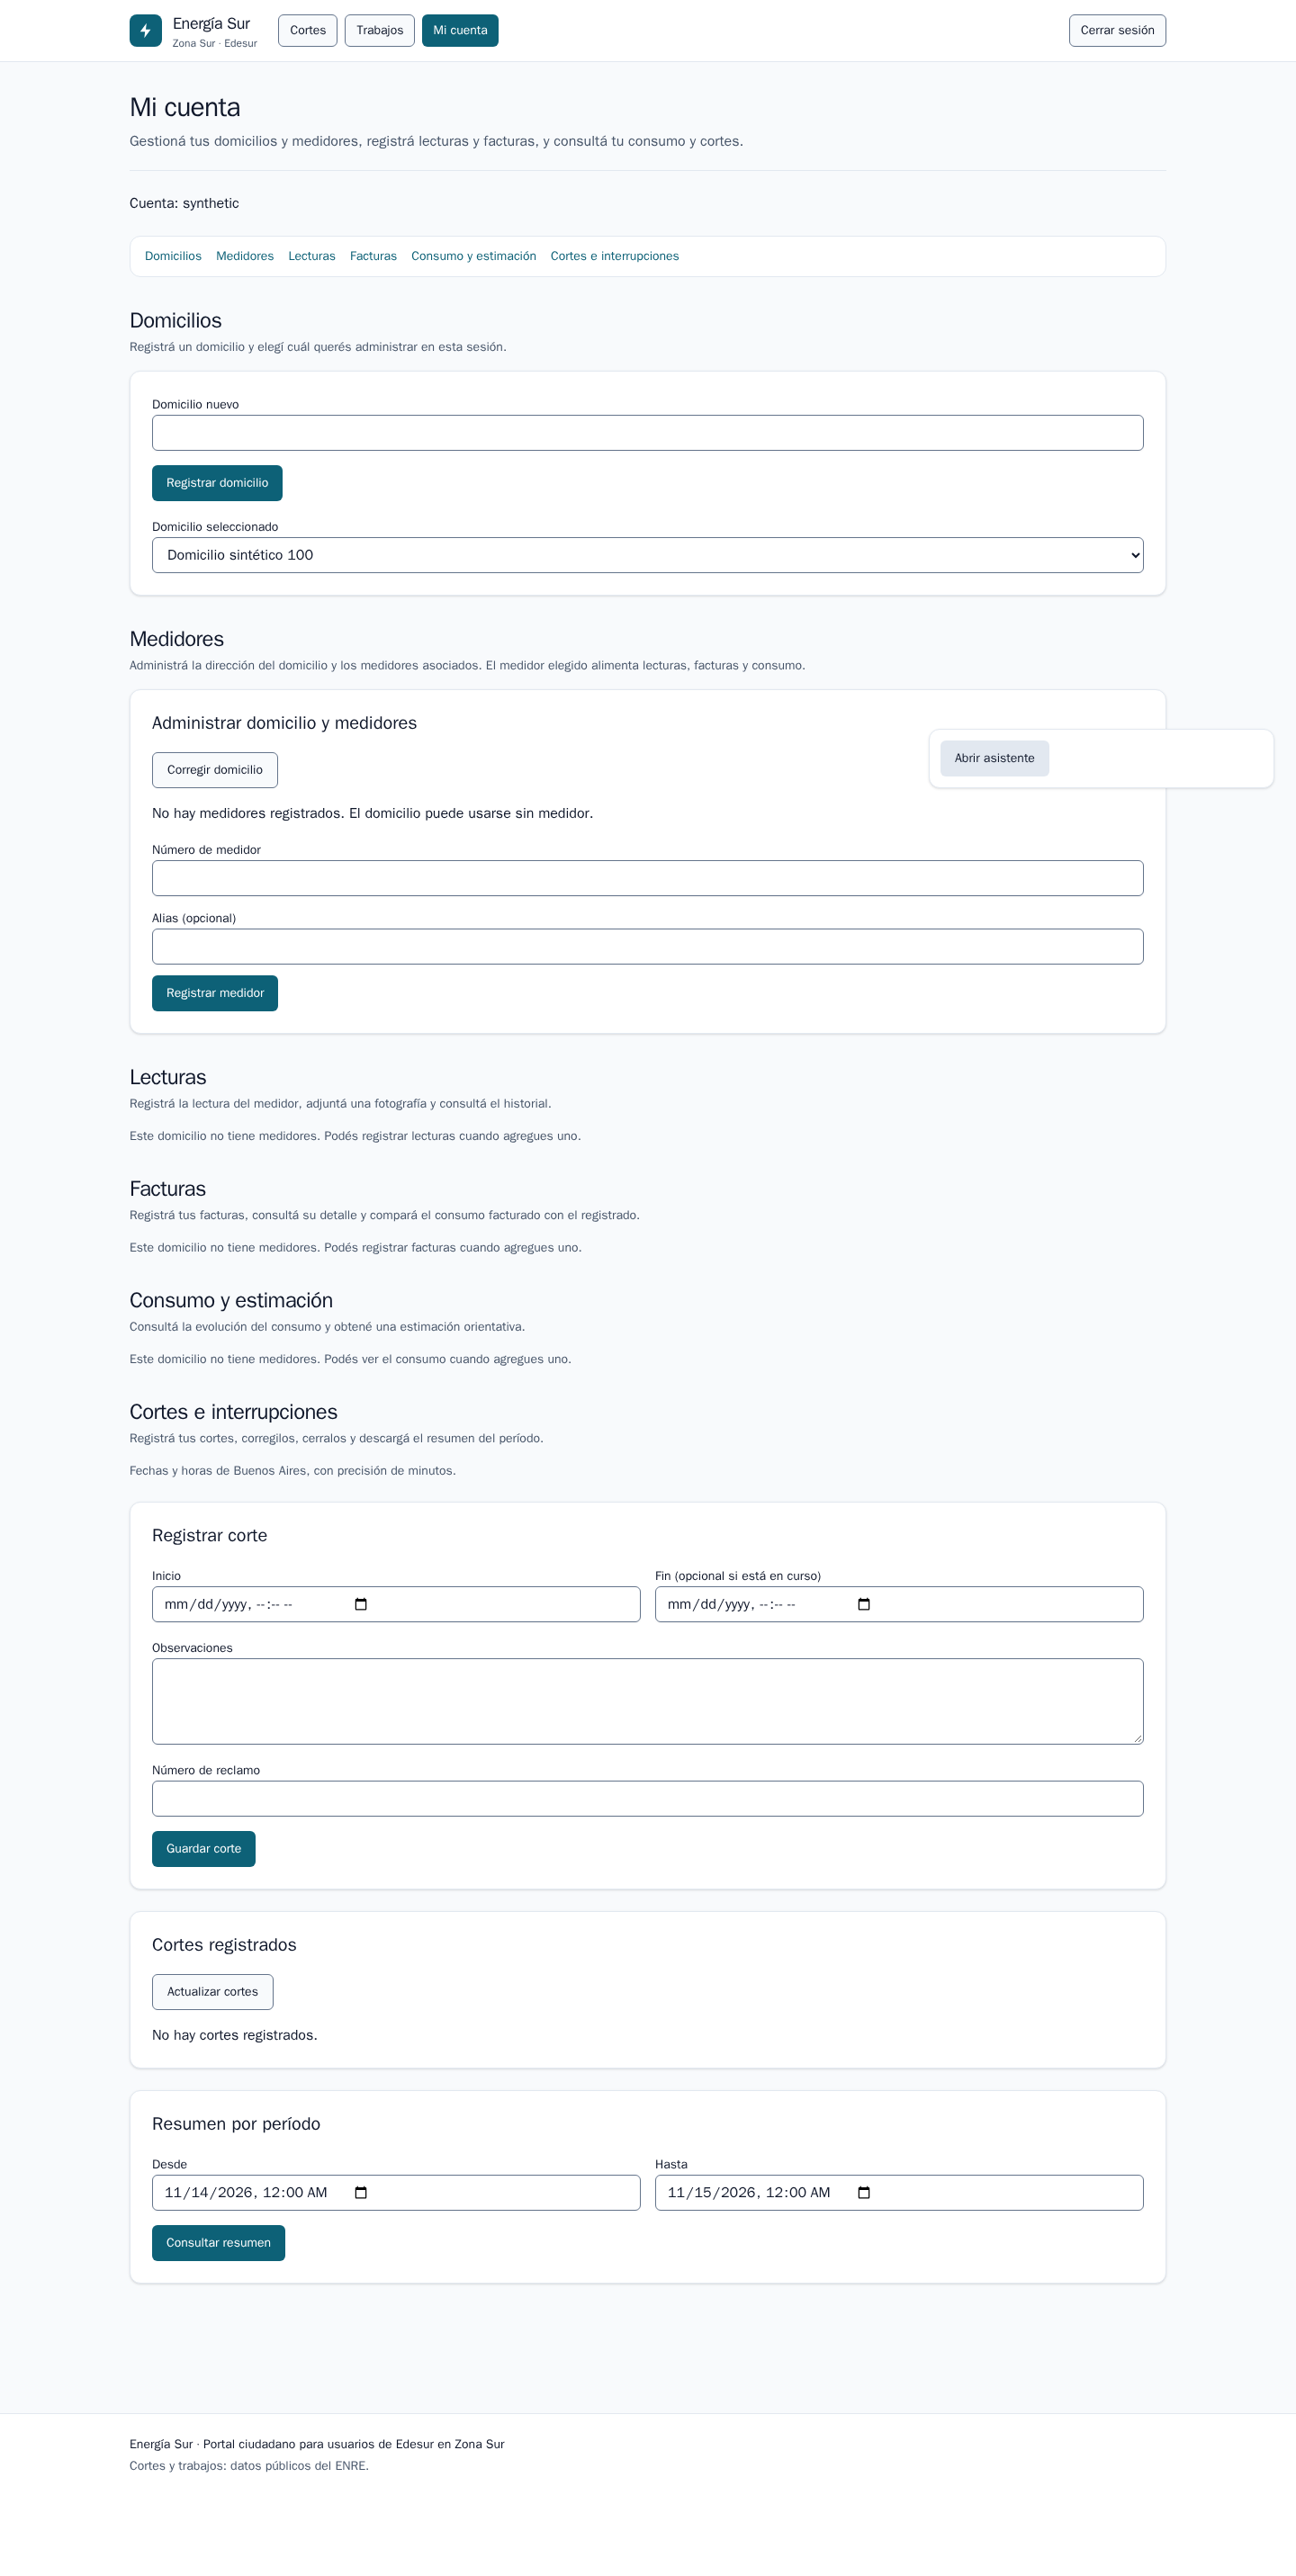 Energía Sur
Zona Sur · Edesur
Cortes
Trabajos
Mi cuenta
Cerrar sesión
Mi cuenta
Gestioná tus domicilios y medidores, registrá lecturas y facturas, y consultá tu consumo y cortes.
Cuenta: synthetic
Domicilios Medidores Lecturas Facturas Consumo y estimación Cortes e interrupciones
Domicilios
Registrá un domicilio y elegí cuál querés administrar en esta sesión.
Domicilio nuevo
Registrar domicilio
Domicilio seleccionado
Domicilio sintético 100
Medidores
Administrá la dirección del domicilio y los medidores asociados. El medidor elegido alimenta lecturas, facturas y consumo.
Administrar domicilio y medidores
Abrir asistente
Corregir domicilio
No hay medidores registrados. El domicilio puede usarse sin medidor.
Número de medidor
Alias (opcional)
Registrar medidor
Lecturas
Registrá la lectura del medidor, adjuntá una fotografía y consultá el historial.
Este domicilio no tiene medidores. Podés registrar lecturas cuando agregues uno.
Facturas
Registrá tus facturas, consultá su detalle y compará el consumo facturado con el registrado.
Este domicilio no tiene medidores. Podés registrar facturas cuando agregues uno.
Consumo y estimación
Consultá la evolución del consumo y obtené una estimación orientativa.
Este domicilio no tiene medidores. Podés ver el consumo cuando agregues uno.
Cortes e interrupciones
Registrá tus cortes, corregilos, cerralos y descargá el resumen del período.
Fechas y horas de Buenos Aires, con precisión de minutos.
Registrar corte
Inicio
Fin (opcional si está en curso)
mm/dd/yyyy, --:-- --
mm/dd/yyyy, --:-- --
Observaciones
Número de reclamo
Guardar corte
Cortes registrados
Actualizar cortes
No hay cortes registrados.
Resumen por período
Desde
Hasta
11/14/2026, 12:00 AM
11/15/2026, 12:00 AM
Consultar resumen
Energía Sur · Portal ciudadano para usuarios de Edesur en Zona Sur
Cortes y trabajos: datos públicos del ENRE.